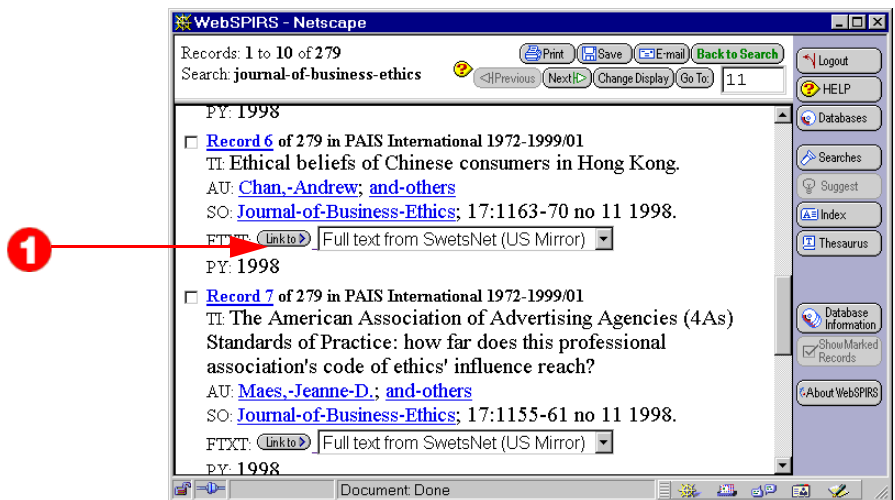 WebSPIRS - Netscape
Records: 1 to 10 of 279
Search: journal-of-business-ethics
Print Save E-mail Back to Search
Previous Next Change Display Go To: 11
Logout
HELP
Databases
Searches
Suggest
Index
Thesaurus
Database
Information
Show Marked
Records
About WebSPIRS
PY: 1998
Record 6 of 279 in PAIS International 1972-1999/01
TI: Ethical beliefs of Chinese consumers in Hong Kong.
AU: Chan,-Andrew; and-others
SO: Journal-of-Business-Ethics; 17:1163-70 no 11 1998.
1
FTXT: Link to Full text from SwetsNet (US Mirror)
PY: 1998
Record 7 of 279 in PAIS International 1972-1999/01
TI: The American Association of Advertising Agencies (4As)
Standards of Practice: how far does this professional
association's code of ethics' influence reach?
AU: Maes,-Jeanne-D.; and-others
SO: Journal-of-Business-Ethics; 17:1155-61 no 11 1998.
FTXT: Link to Full text from SwetsNet (US Mirror)
PY: 1998
Document: Done